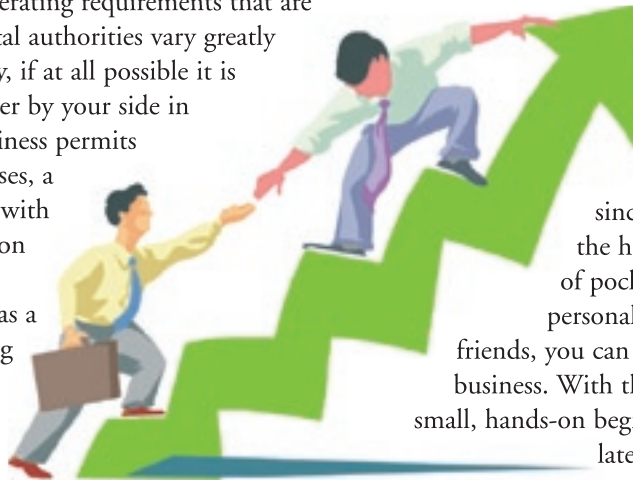 erating requirements that are
tal authorities vary greatly
y, if at all possible it is
er by your side in
iness permits
ses, a
with
on
as a
g
sinc
the h
of pock
personal
friends, you can
business. With th
small, hands-on beg
late